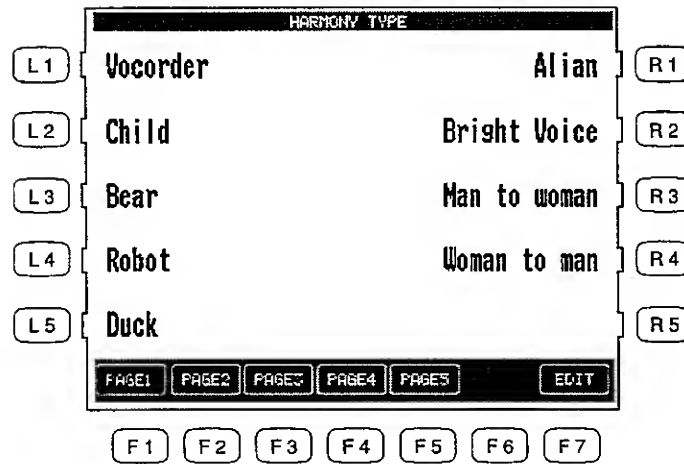 HARMONY TYPE
L1 Vocorder Alian R1
L2 Child Bright Voice R2
L3 Bear Man to woman R3
L4 Robot Woman to man R4
L5 Duck R5
PAGE1 PAGE2 PAGE3 PAGE4 PAGE5 EDIT
F1 F2 F3 F4 F5 F6 F7